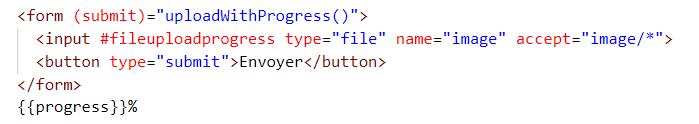 <form (submit)="uploadWithProgress()">
<input #fileuploadprogress type="file" name="image" accept="image/*">
<button type="submit">Envoyer</button>
</form>
{{progress}}%